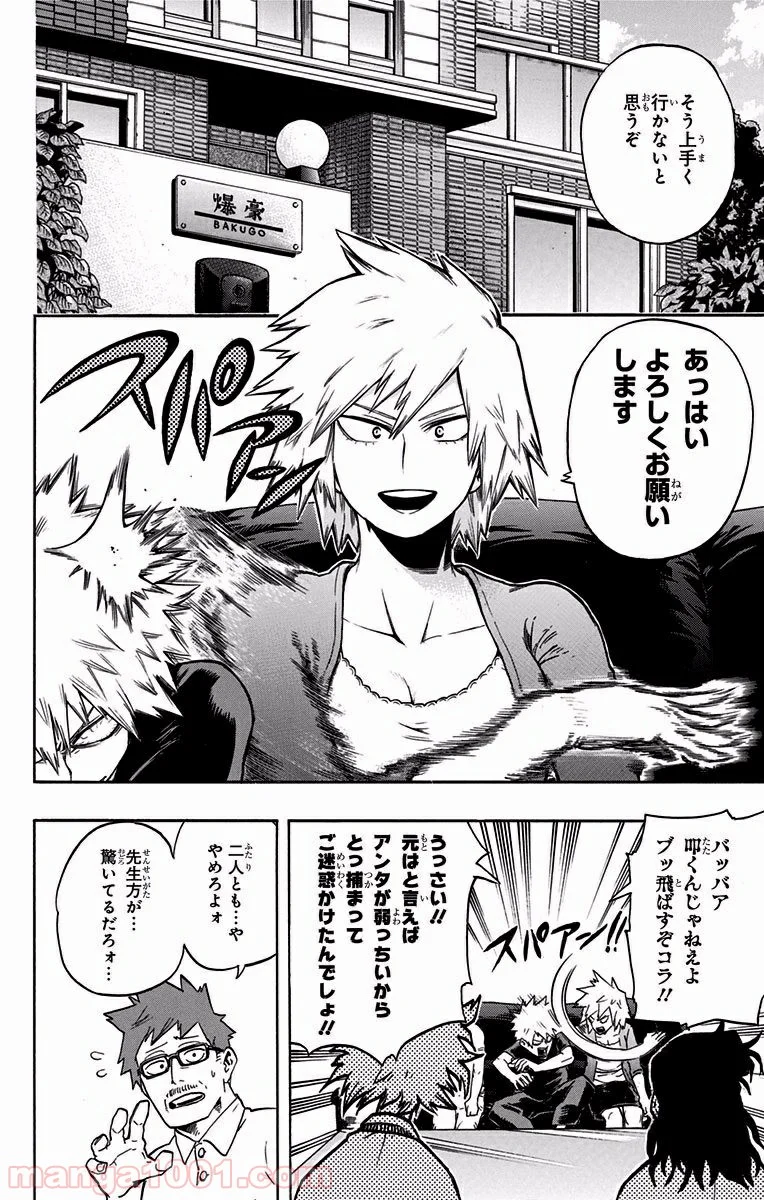 そう上手く
行かないと
思うぞ
爆豪
BAKUGO
あっはい
よろしくお願い
します
スパアーン
バッバア
叩くんじゃねえよ
ブッ飛ばすぞコラ!!
スパアン!!
うっさい!!
元はと言えば
アンタが弱っちいから
とっ捕まって
ご迷惑かけたんでしょ!!
二人とも…や
やめろよォ
先生方が…
驚いてるだろォ…
manga1001.com